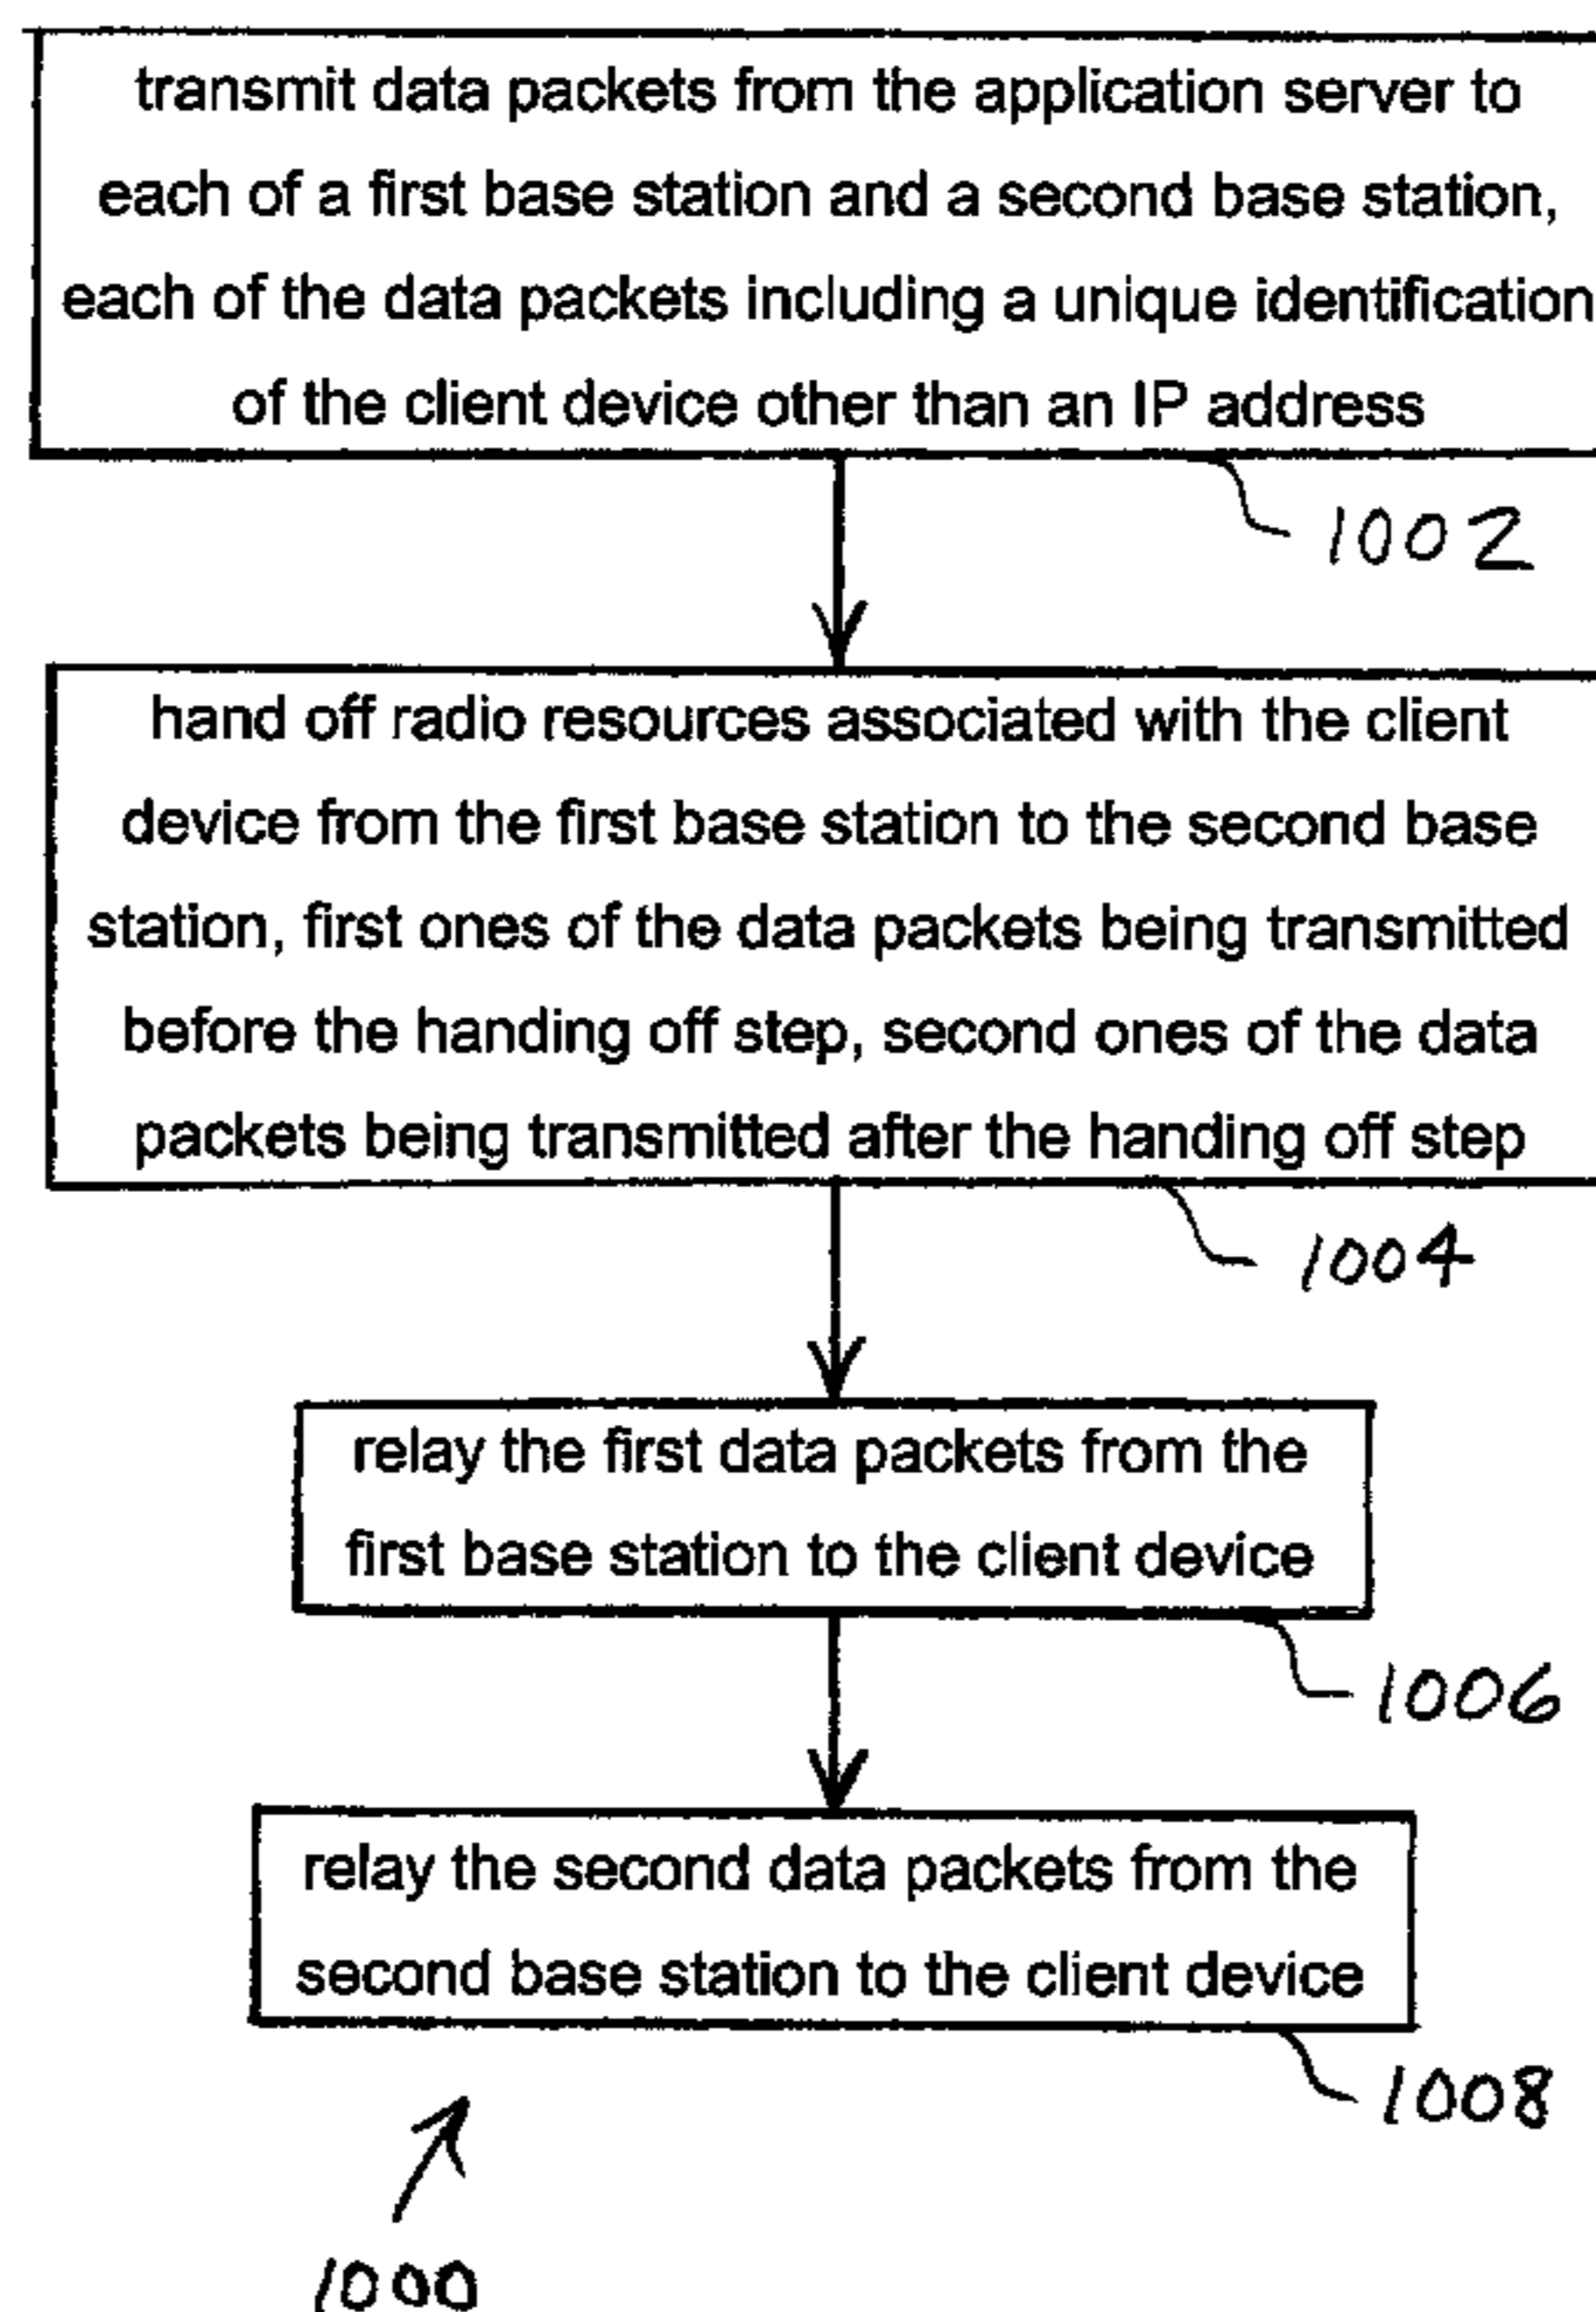 transmit data packets from the application server to
each of a first base station and a second base station,
each of the data packets including a unique identification
of the client device other than an IP address
1002
hand off radio resources associated with the client
device from the first base station to the second base
station, first ones of the data packets being transmitted
before the handing off step, second ones of the data
packets being transmitted after the handing off step
1004
relay the first data packets from the
first base station to the client device
1006
relay the second data packets from the
second base station to the client device
1008
1000